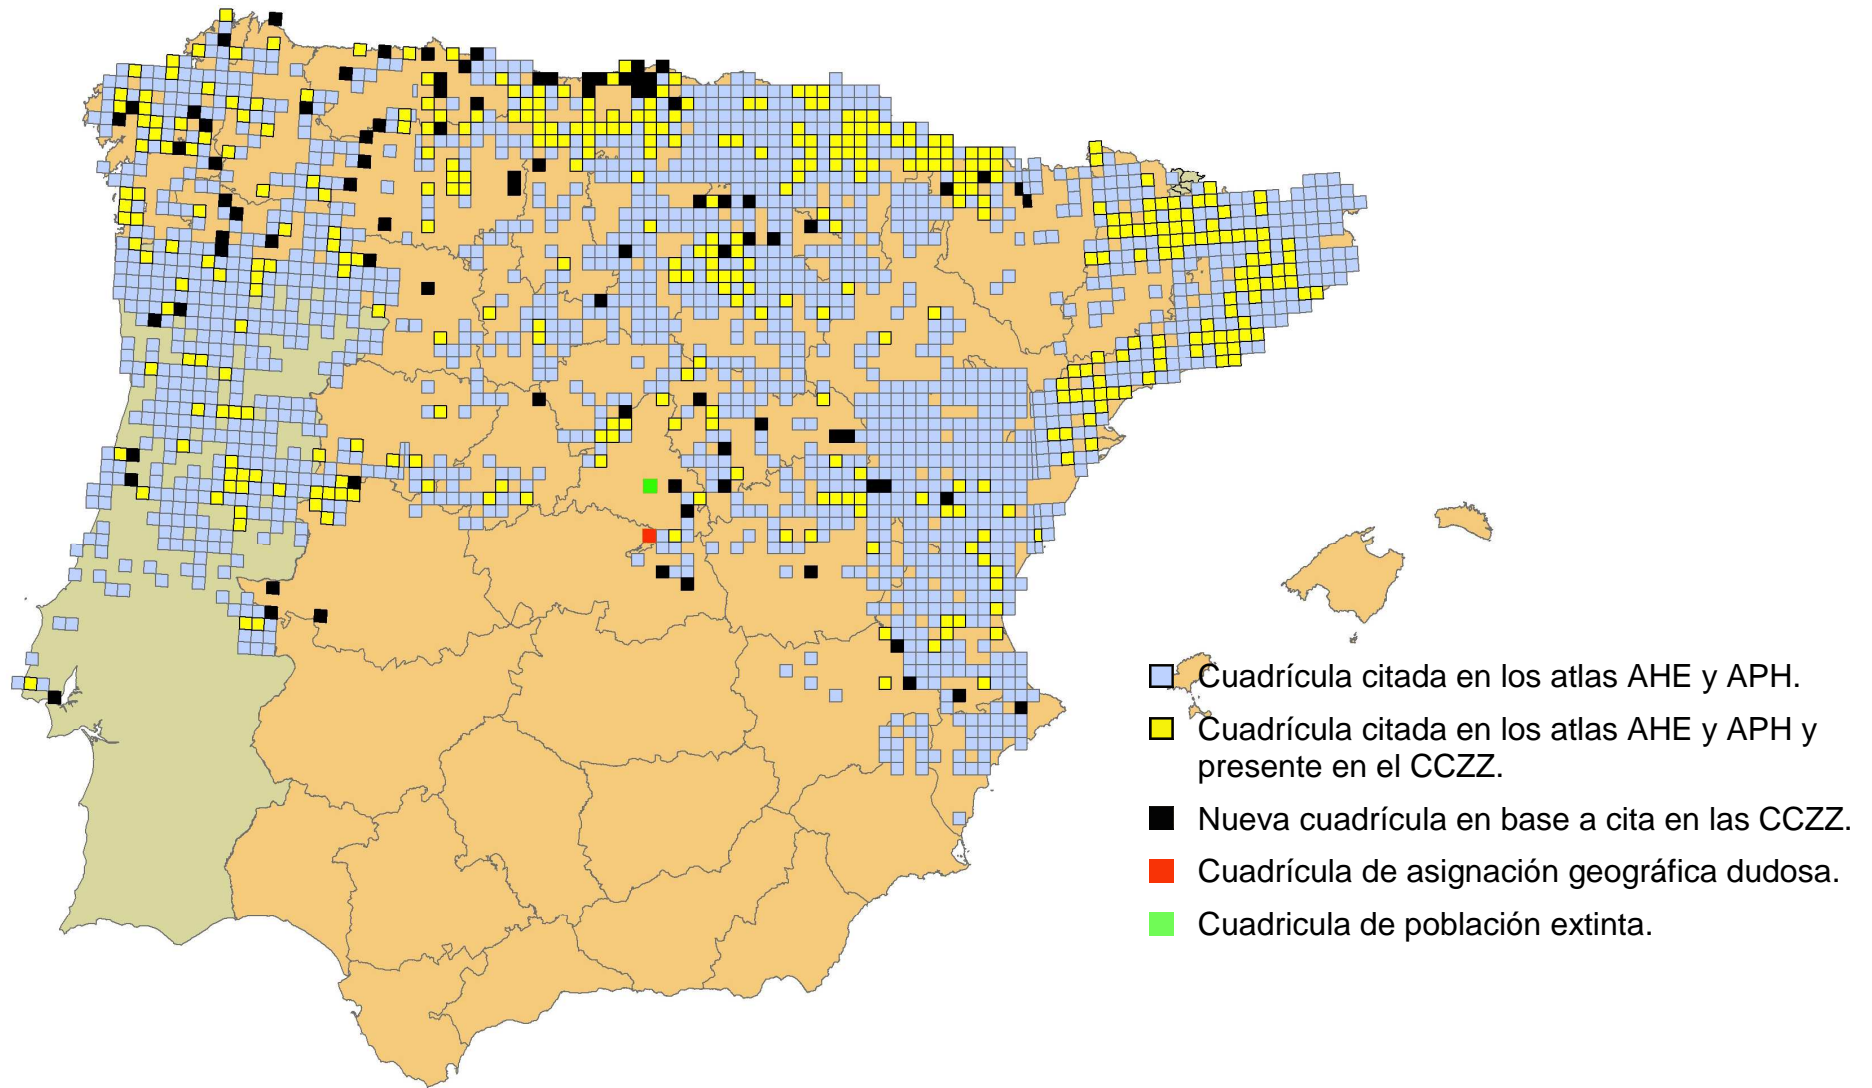 Cuadrícula citada en los atlas AHE y APH.
Cuadrícula citada en los atlas AHE y APH y
presente en el CCZZ.
Nueva cuadrícula en base a cita en las CCZZ.
Cuadrícula de asignación geográfica dudosa.
Cuadricula de población extinta.